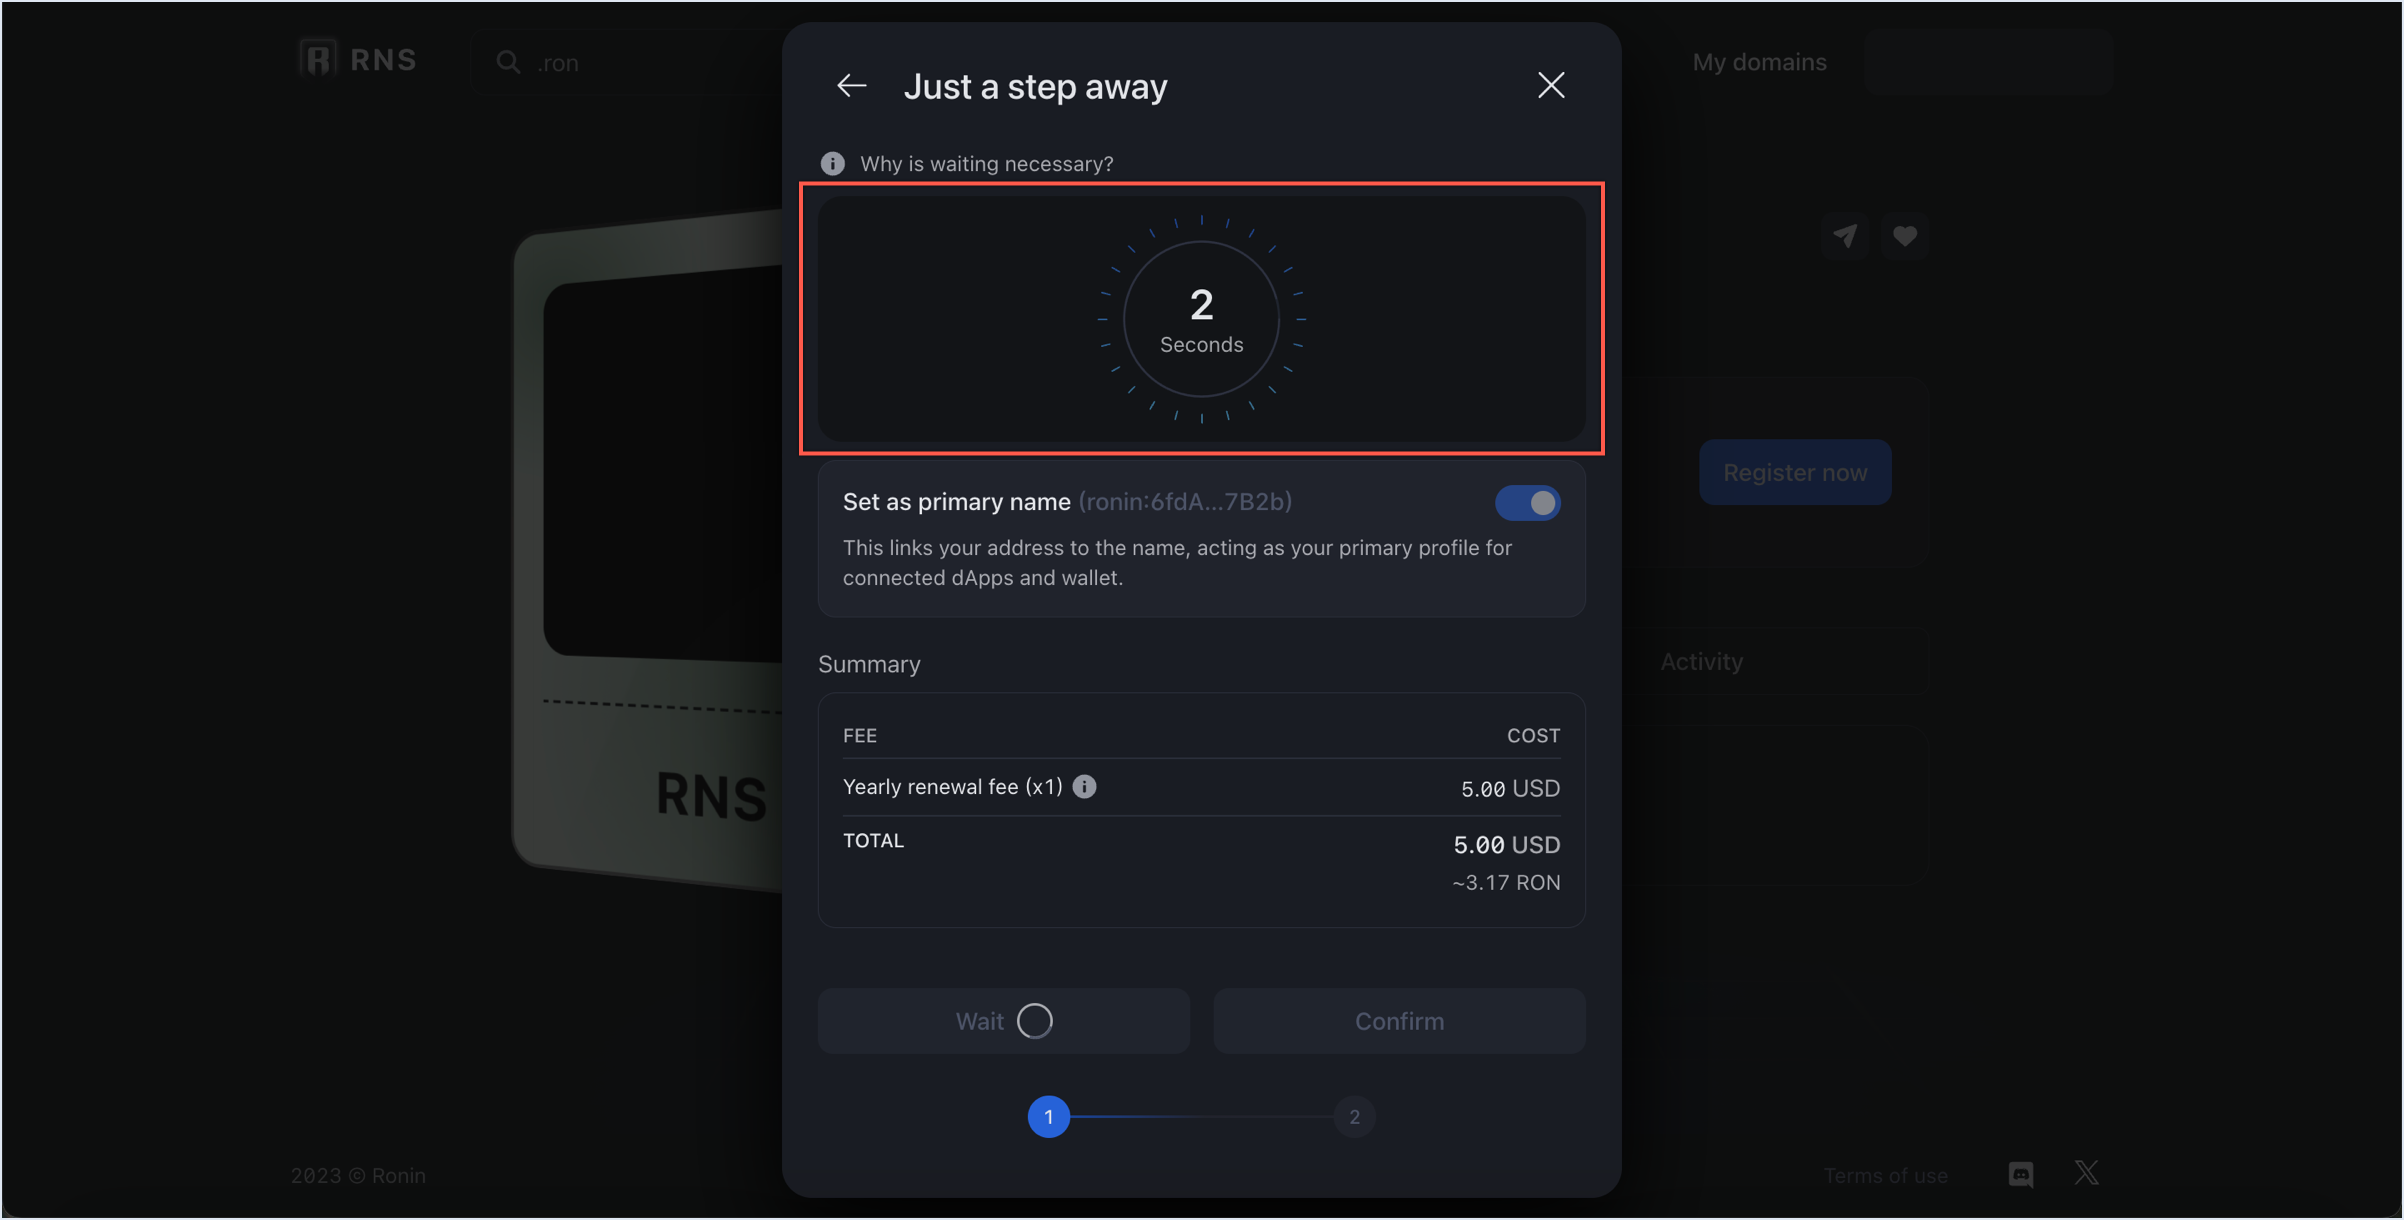 RNS
.ron
My domains
Just a step away
Why is waiting necessary?
2
Seconds
Set as primary name (ronin:6fdA...7B2b)
This links your address to the name, acting as your primary profile for
connected dApps and wallet.
Register now
Summary
Activity
FEE COST
Yearly renewal fee (x1) 5.00 USD
TOTAL 5.00 USD
~3.17 RON
RNS
Wait Confirm
1 2
2023 © Ronin
Terms of use